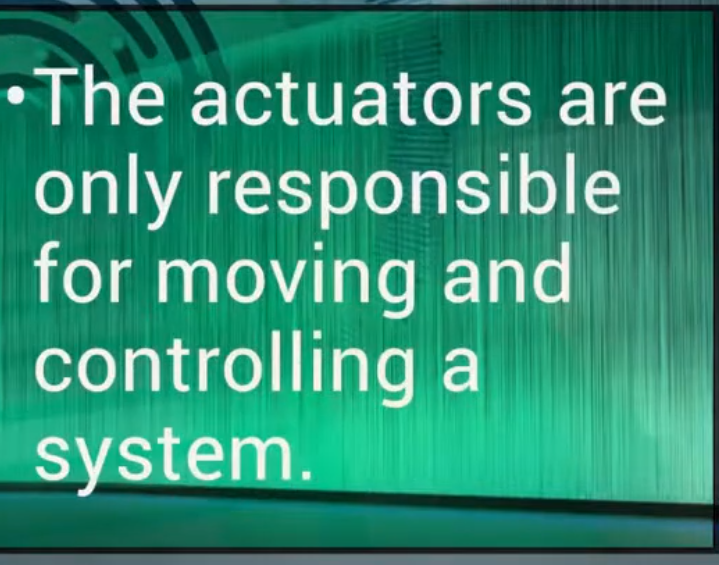 •The actuators are
only responsible
for moving and
controlling a
system.